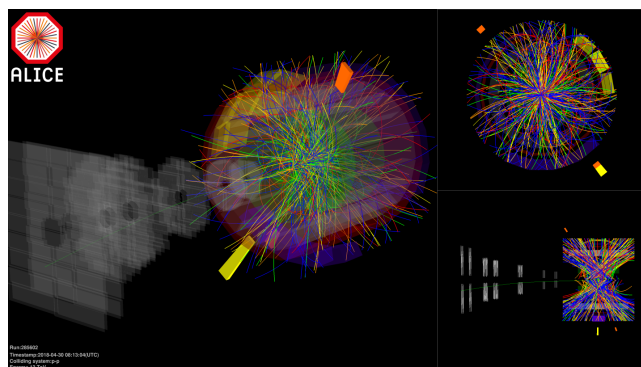 ALICE
Run:285602
Timestamp:2018-04-30 08:13:04(UTC)
Colliding system:p-p